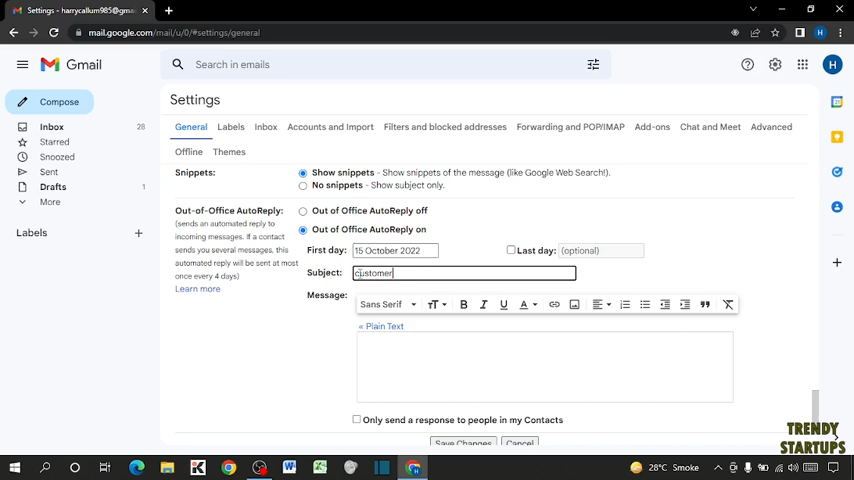 Settings - harrycallum985@gmail
mail.google.com/mail/u/0/#settings/general
H
Gmail
Search in emails
H
Compose
Inbox 28
Starred
Snoozed
Sent
Drafts 1
More
Labels
Settings
General Labels Inbox Accounts and Import Filters and blocked addresses Forwarding and POP/IMAP Add-ons Chat and Meet Advanced
Offline Themes
Snippets: Show snippets - Show snippets of the message (like Google Web Search!).
No snippets - Show subject only.
Out-of-Office AutoReply: Out of Office AutoReply off
(sends an automated reply to
incoming messages. If a contact
sends you several messages, this
automated reply will be sent at most
once every 4 days)
Learn more
Out of Office AutoReply on
First day: 15 October 2022 Last day: (optional)
Subject: customer
Message:
Sans Serif
« Plain Text
Only send a response to people in my Contacts
Save Changes Cancel
TRENDY
STARTUPS
28°C Smoke